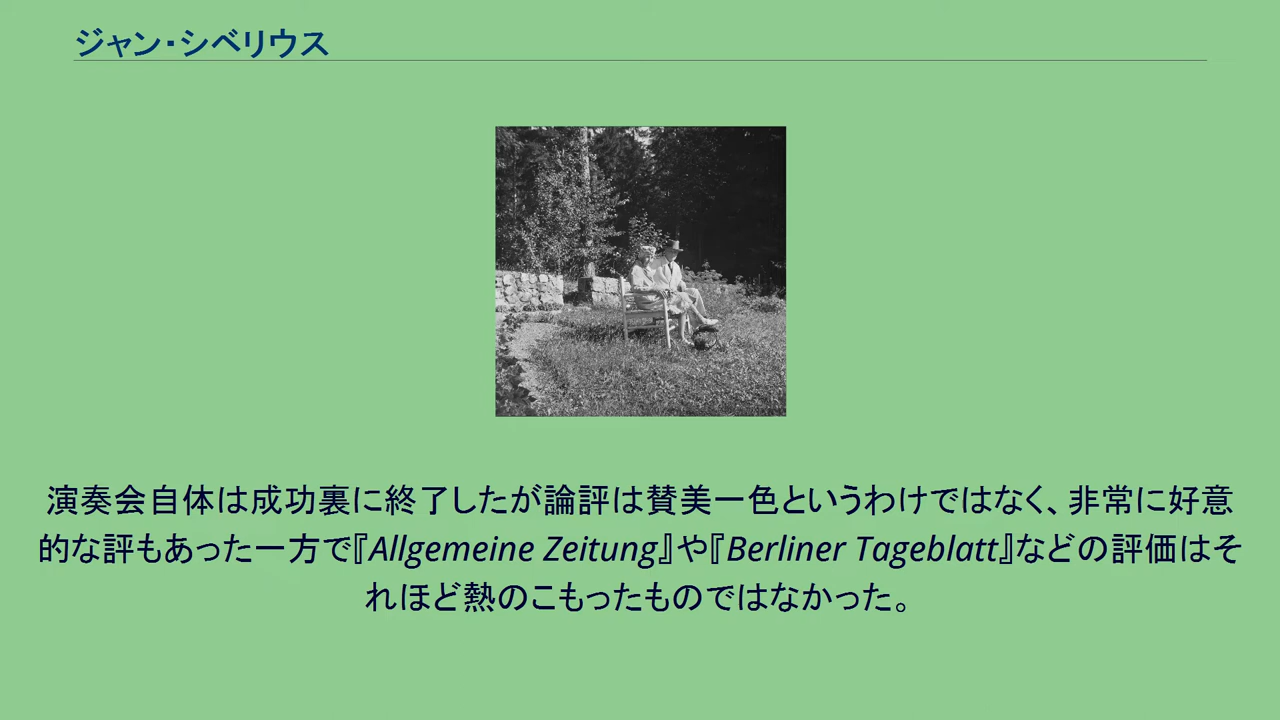 ジャン・シベリウス
演奏会自体は成功裏に終了したが論評は賛美一色というわけではなく、非常に好意
的な評もあった一方で『Allgemeine Zeitung』や『Berliner Tageblatt』などの評価はそ
れほど熱のこもったものではなかった。